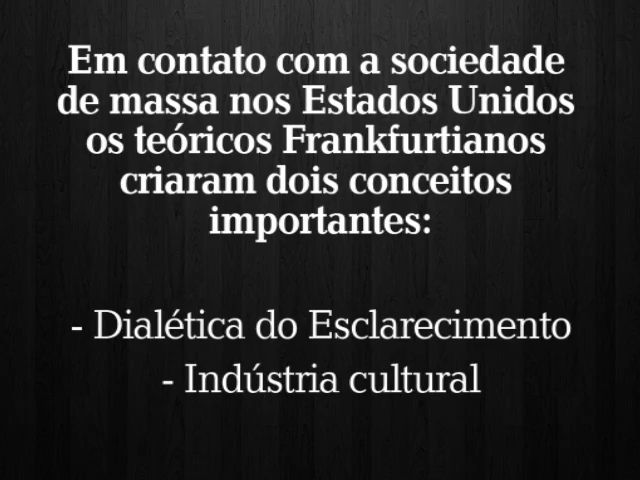 Em contato com a sociedade
de massa nos Estados Unidos
os teóricos Frankfurtianos
criaram dois conceitos
importantes:
- Dialética do Esclarecimento
- Indústria cultural